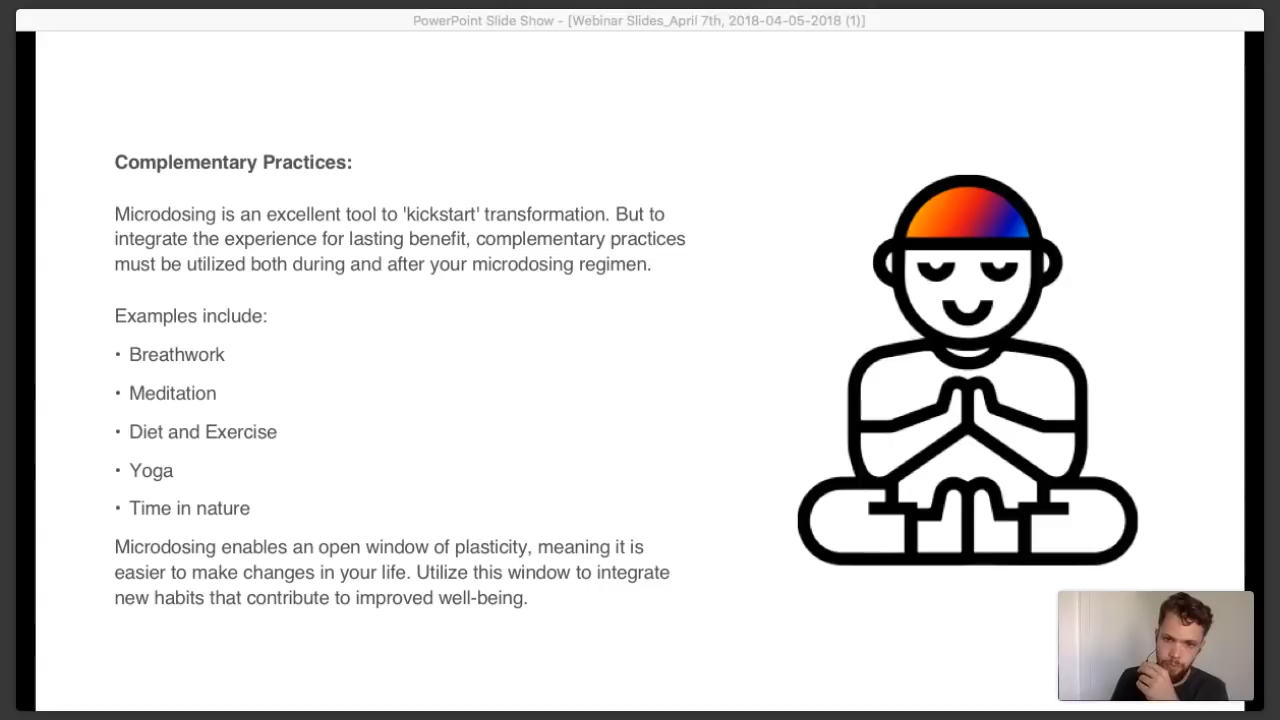 PowerPoint Slide Show - [Webinar Slides_April 7th, 2018-04-05-2018 (1)]
Complementary Practices:
Microdosing is an excellent tool to 'kickstart' transformation. But to
integrate the experience for lasting benefit, complementary practices
must be utilized both during and after your microdosing regimen.
Examples include:
• Breathwork
• Meditation
• Diet and Exercise
• Yoga
• Time in nature
Microdosing enables an open window of plasticity, meaning it is
easier to make changes in your life. Utilize this window to integrate
new habits that contribute to improved well-being.